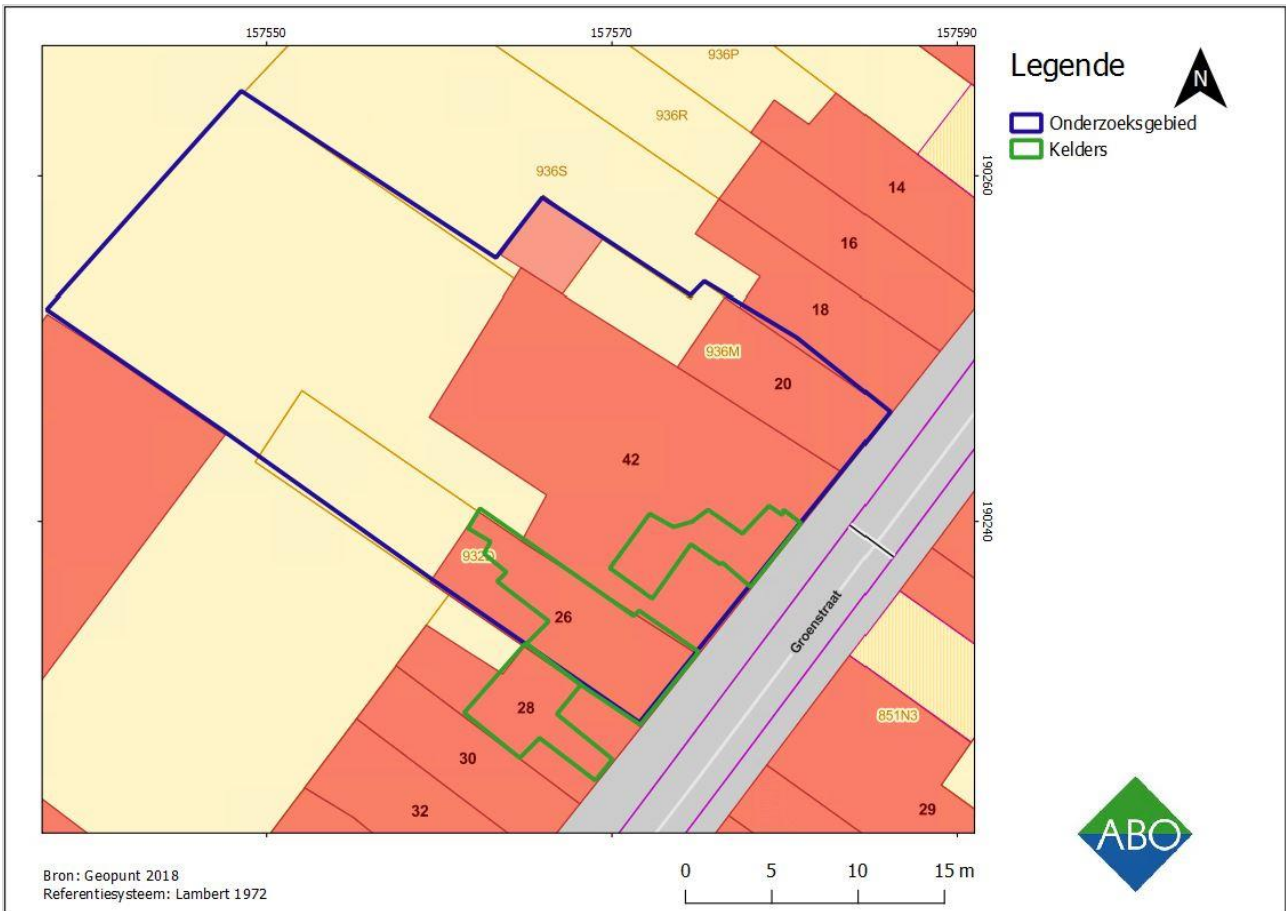 157550
157570
157590
Legende
N
Onderzoeksgebied
Kelders
936P
936R
936S
14
190260
16
18
936M
20
42
190240
932D
26
Groenstraat
28
851N3
30
32
29
ABO
Bron: Geopunt 2018
Referentiesysteem: Lambert 1972
0 5 10 15 m